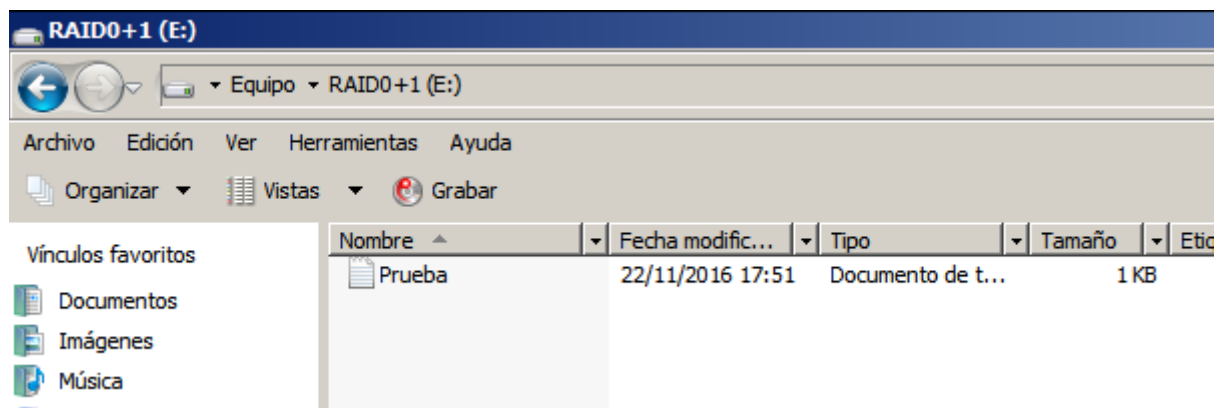 RAID0+1 (E:)
Equipo RAID0+1 (E:)
Archivo Edición Ver Herramientas Ayuda
Organizar Vistas Grabar
Vínculos favoritos
Documentos
Imágenes
Música
Nombre Fecha modific... Tipo Tamaño Etiq
Prueba 22/11/2016 17:51 Documento de t... 1 KB